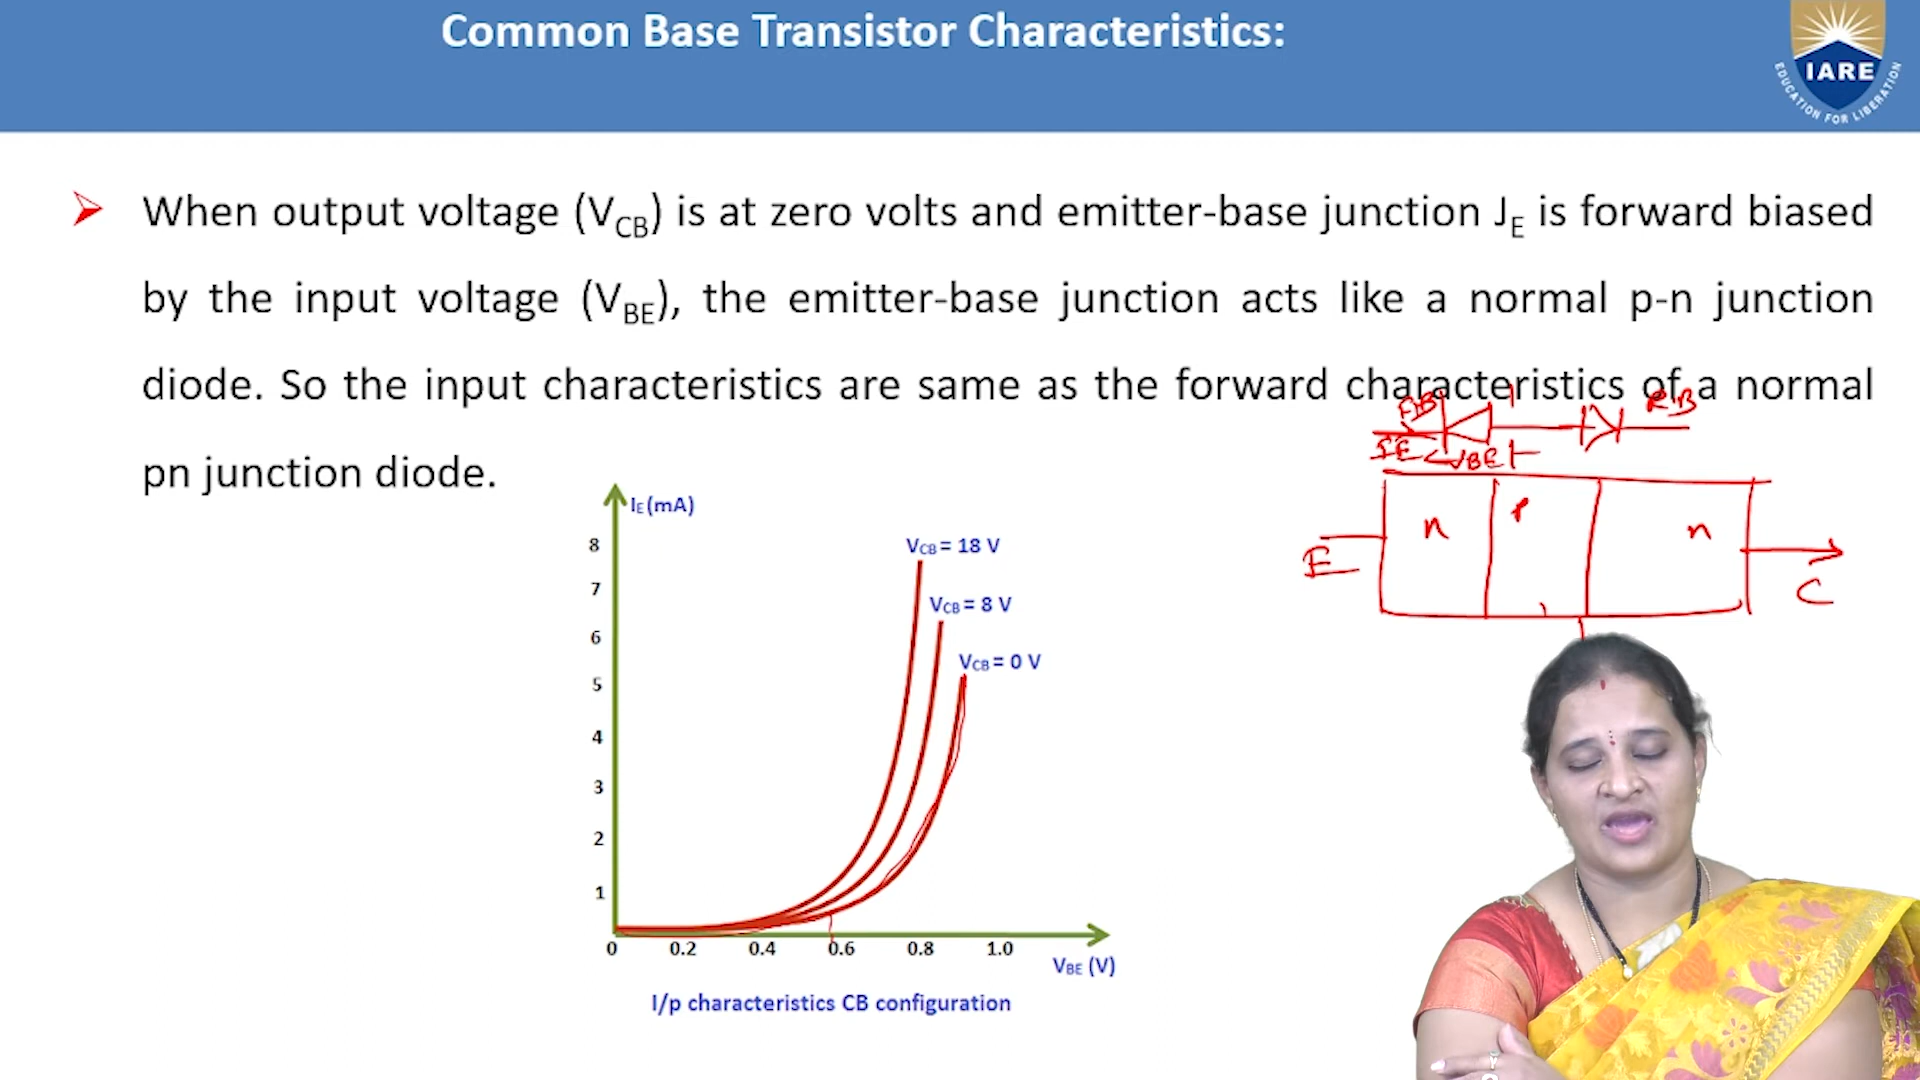 Common Base Transistor Characteristics:
IARE
EDUCATION FOR LIBERATION
When output voltage (VCB) is at zero volts and emitter-base junction JE is forward biased
by the input voltage (VBE), the emitter-base junction acts like a normal p-n junction
diode. So the input characteristics are same as the forward characteristics of a normal
pn junction diode.
FB
RB
IE
VBE
n
p
n
E
C
IE(mA)
8
7
6
5
4
3
2
1
VCB = 18 V
VCB = 8 V
VCB = 0 V
0 0.2 0.4 0.6 0.8 1.0
VBE (V)
I/p characteristics CB configuration